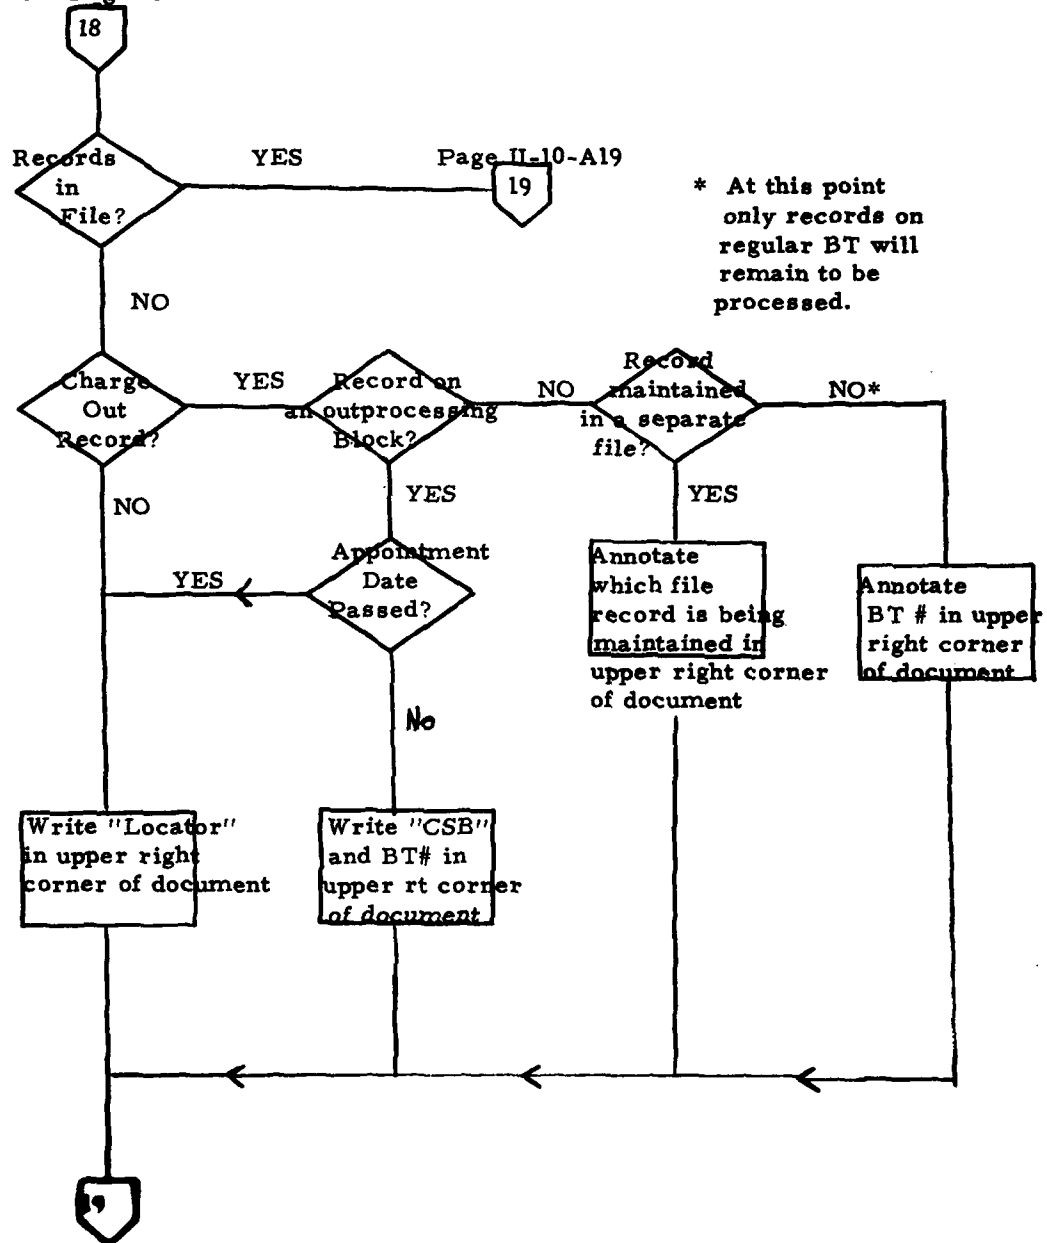 18
Records
in
File?
YES
Page II-10-A19
19
* At this point
only records on
regular BT will
remain to be
processed.
NO
Charge
Out
Record?
YES
Record on
an outprocessing
Block?
NO
Record
maintained
in a separate
file?
NO*
NO
YES
YES
Appointment
Date
Passed?
YES
Annotate
which file
record is being
maintained in
upper right corner
of document
Annotate
BT # in upper
right corner
of document
No
Write "Locator"
in upper right
corner of document
Write "CSB"
and BT# in
upper rt corner
of document
19